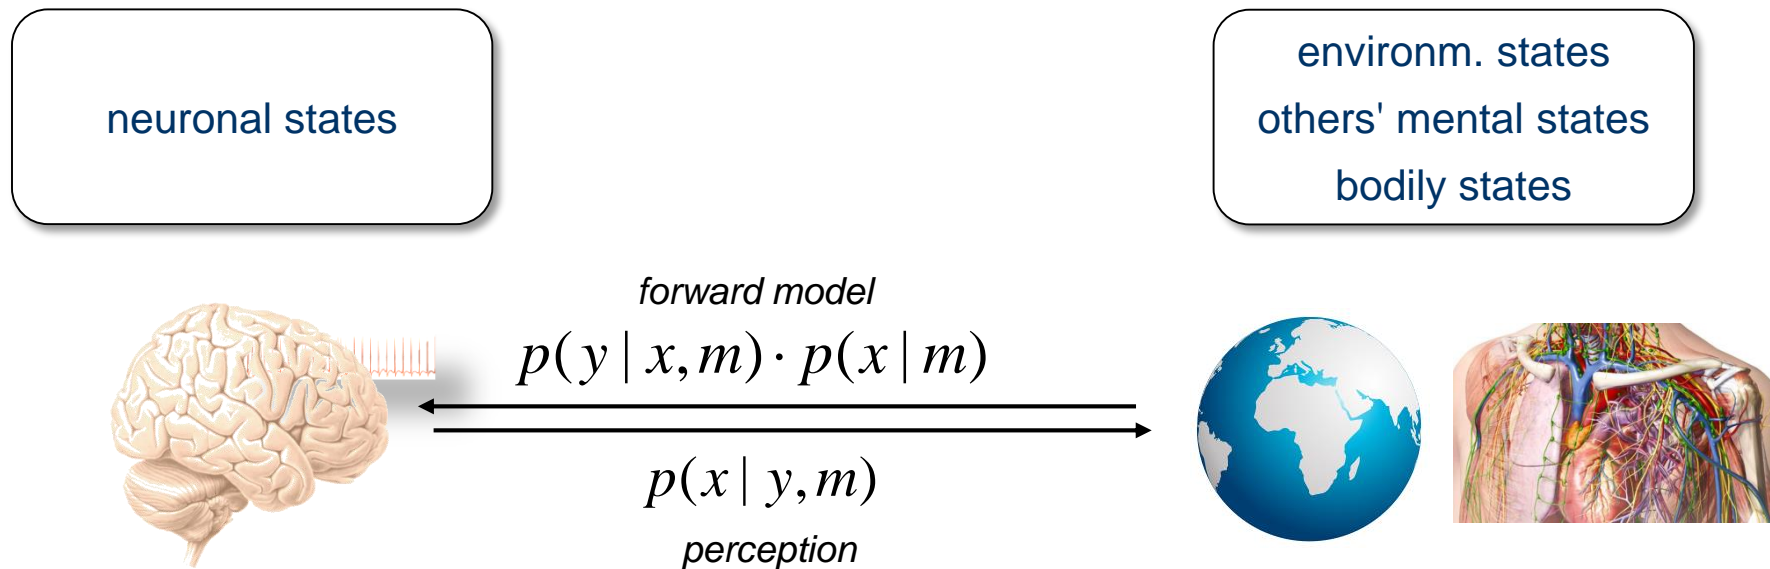 neuronal states
environm. states
others' mental states
bodily states
forward model
p(y | x, m) · p(x | m)
p(x | y, m)
perception